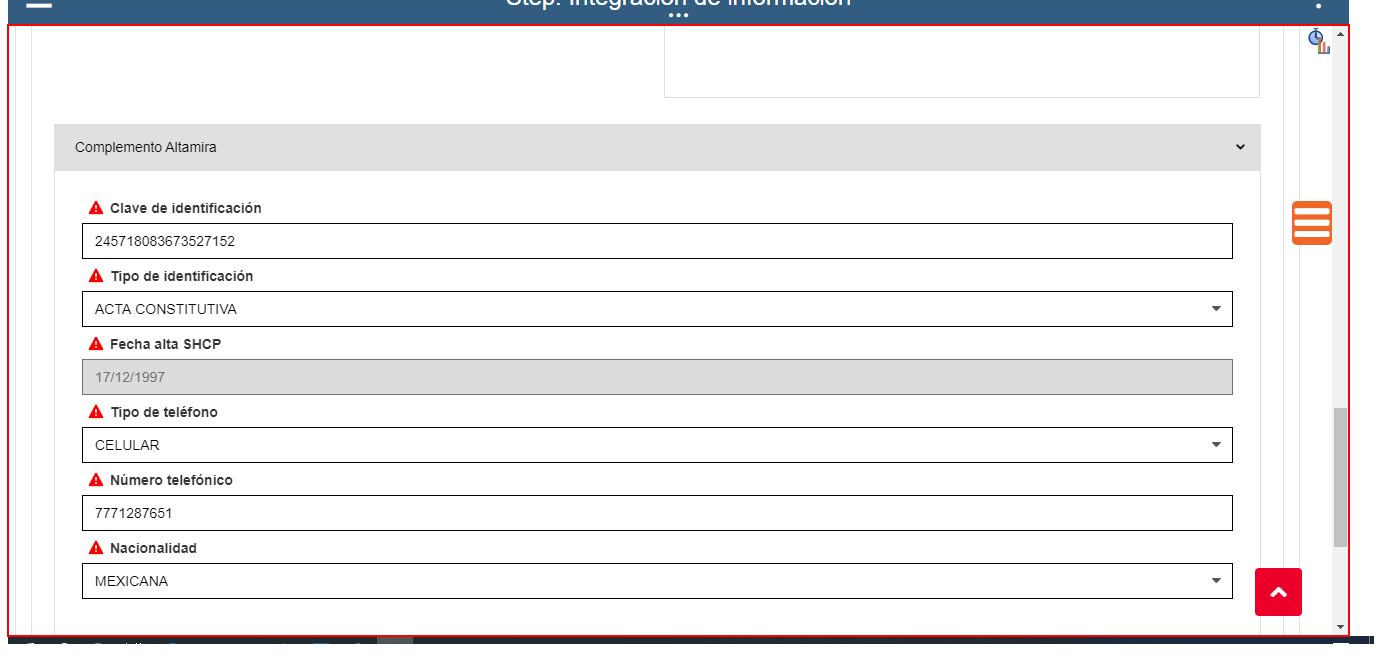 Step: Integración de información
Complemento Altamira
Clave de identificación
245718083673527152
Tipo de identificación
ACTA CONSTITUTIVA
Fecha alta SHCP
17/12/1997
Tipo de teléfono
CELULAR
Número telefónico
7771287651
Nacionalidad
MEXICANA